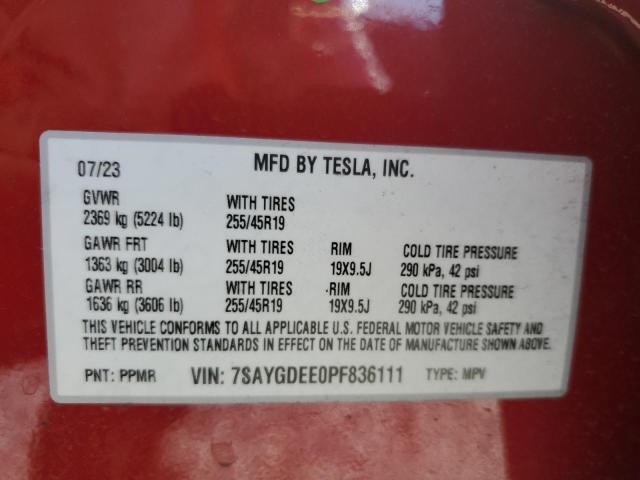 07/23 MFD BY TESLA, INC.
GVWR WITH TIRES
2369 kg (5224 lb) 255/45R19
GAWR FRT WITH TIRES RIM COLD TIRE PRESSURE
1363 kg (3004 lb) 255/45R19 19X9.5J 290 kPa, 42 psi
GAWR RR WITH TIRES RIM COLD TIRE PRESSURE
1636 kg (3606 lb) 255/45R19 19X9.5J 290 kPa, 42 psi
THIS VEHICLE CONFORMS TO ALL APPLICABLE U.S. FEDERAL MOTOR VEHICLE SAFETY AND
THEFT PREVENTION STANDARDS IN EFFECT ON THE DATE OF MANUFACTURE SHOWN ABOVE.
PNT: PPMR VIN: 7SAYGDEE0PF836111 TYPE: MPV